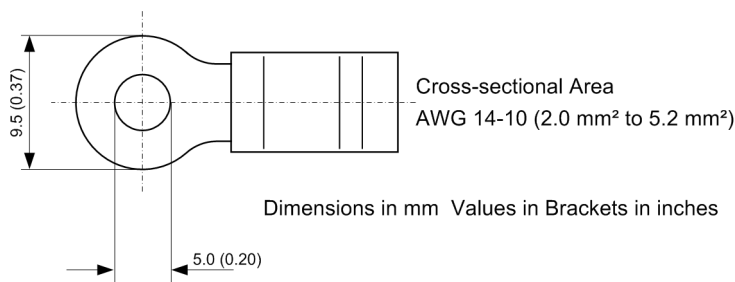 9.5 (0.37)
Cross-sectional Area
AWG 14-10 (2.0 mm² to 5.2 mm²)
Dimensions in mm  Values in Brackets in inches
5.0 (0.20)